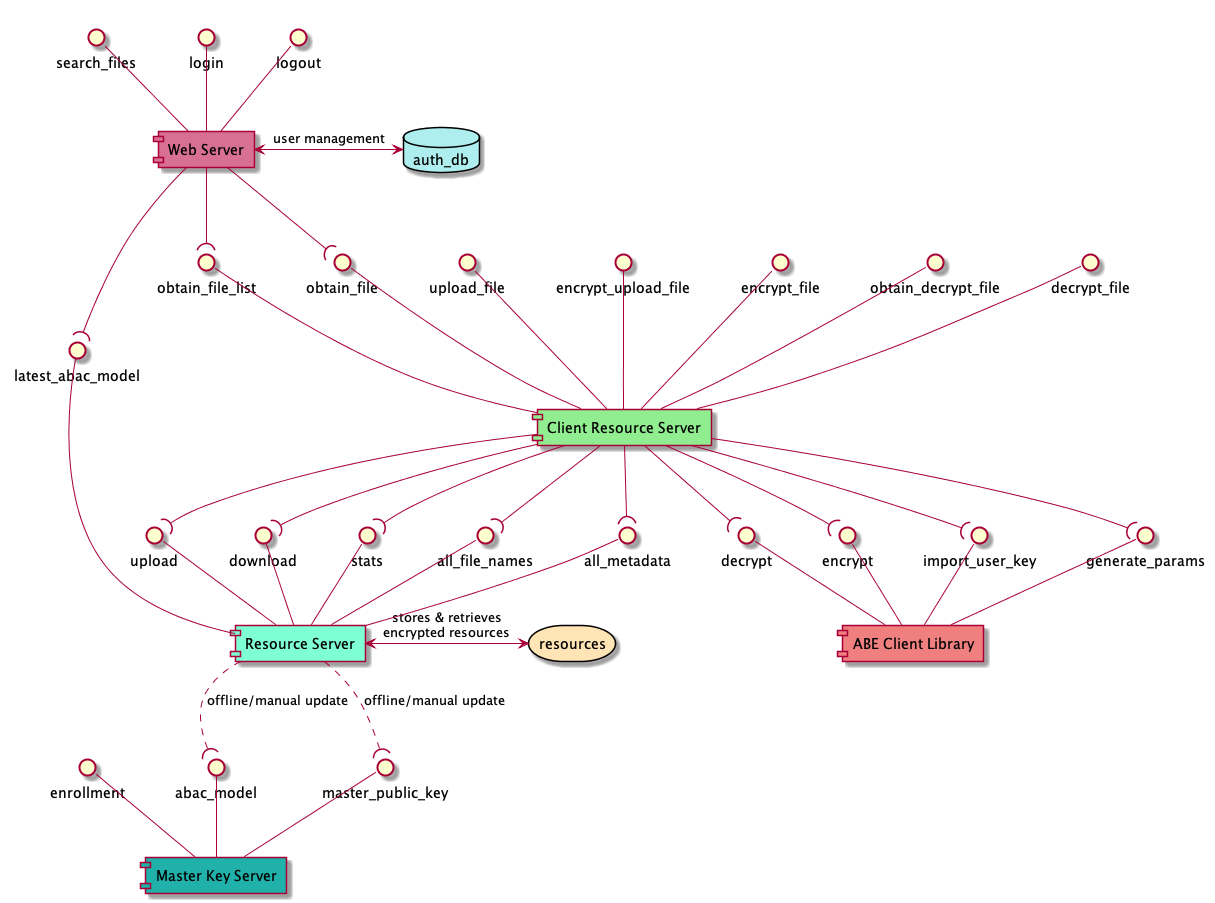 search_files
login
logout
Web Server
user management
auth_db
obtain_file_list
obtain_file
upload_file
encrypt_upload_file
encrypt_file
obtain_decrypt_file
decrypt_file
latest_abac_model
Client Resource Server
upload
download
stats
all_file_names
all_metadata
decrypt
encrypt
import_user_key
generate_params
stores & retrieves
encrypted resources
Resource Server
resources
ABE Client Library
offline/manual update
offline/manual update
enrollment
abac_model
master_public_key
Master Key Server